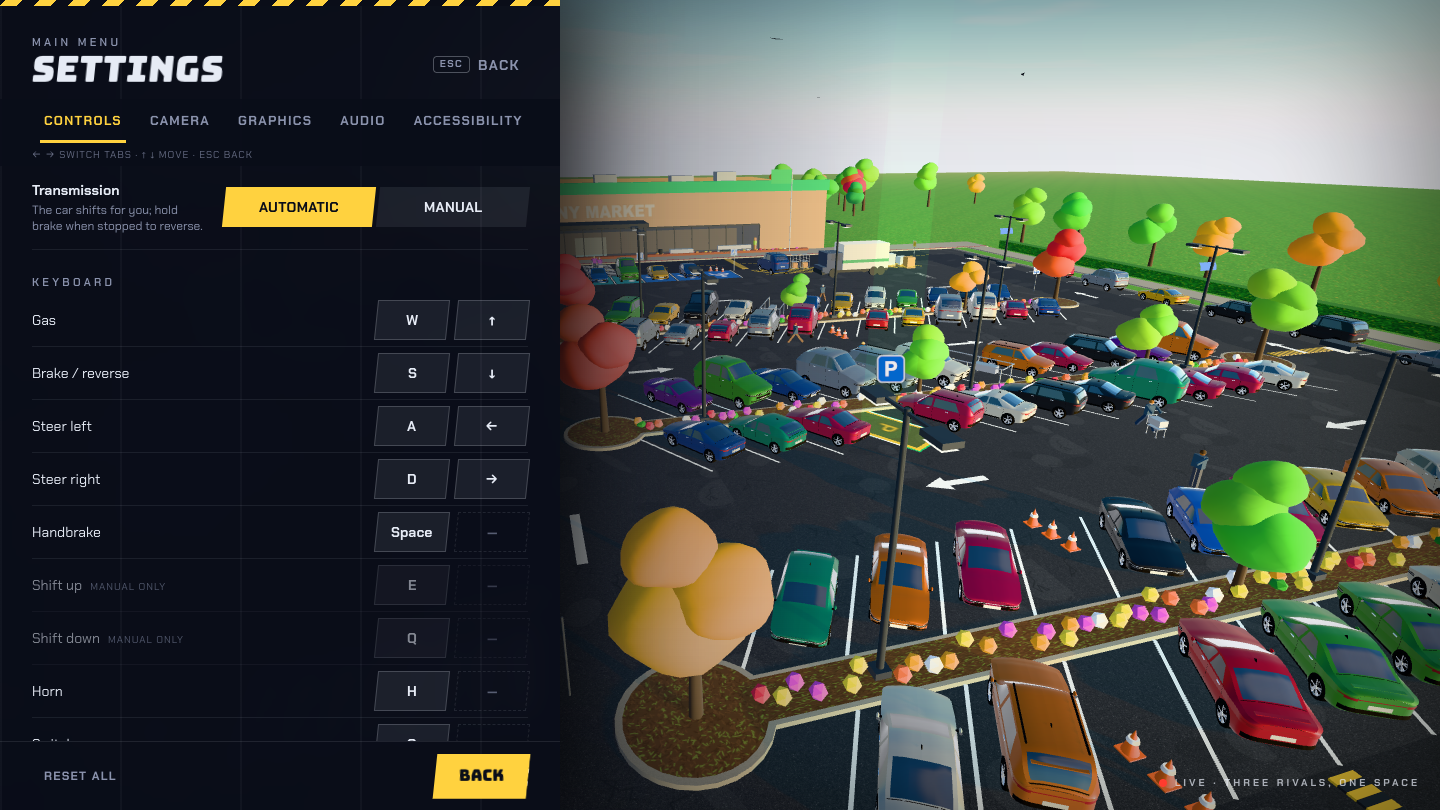 MAIN MENU
SETTINGS
ESC BACK
CONTROLS CAMERA GRAPHICS AUDIO ACCESSIBILITY
← → SWITCH TABS · ↑ ↓ MOVE · ESC BACK
Transmission
The car shifts for you; hold
brake when stopped to reverse.
AUTOMATIC MANUAL
KEYBOARD
Gas W ↑
Brake / reverse S ↓
Steer left A ←
Steer right D →
Handbrake Space –
Shift up MANUAL ONLY E –
Shift down MANUAL ONLY Q –
Horn H –
RESET ALL BACK
MARKET
P
P
LIVE · THREE RIVALS, ONE SPACE